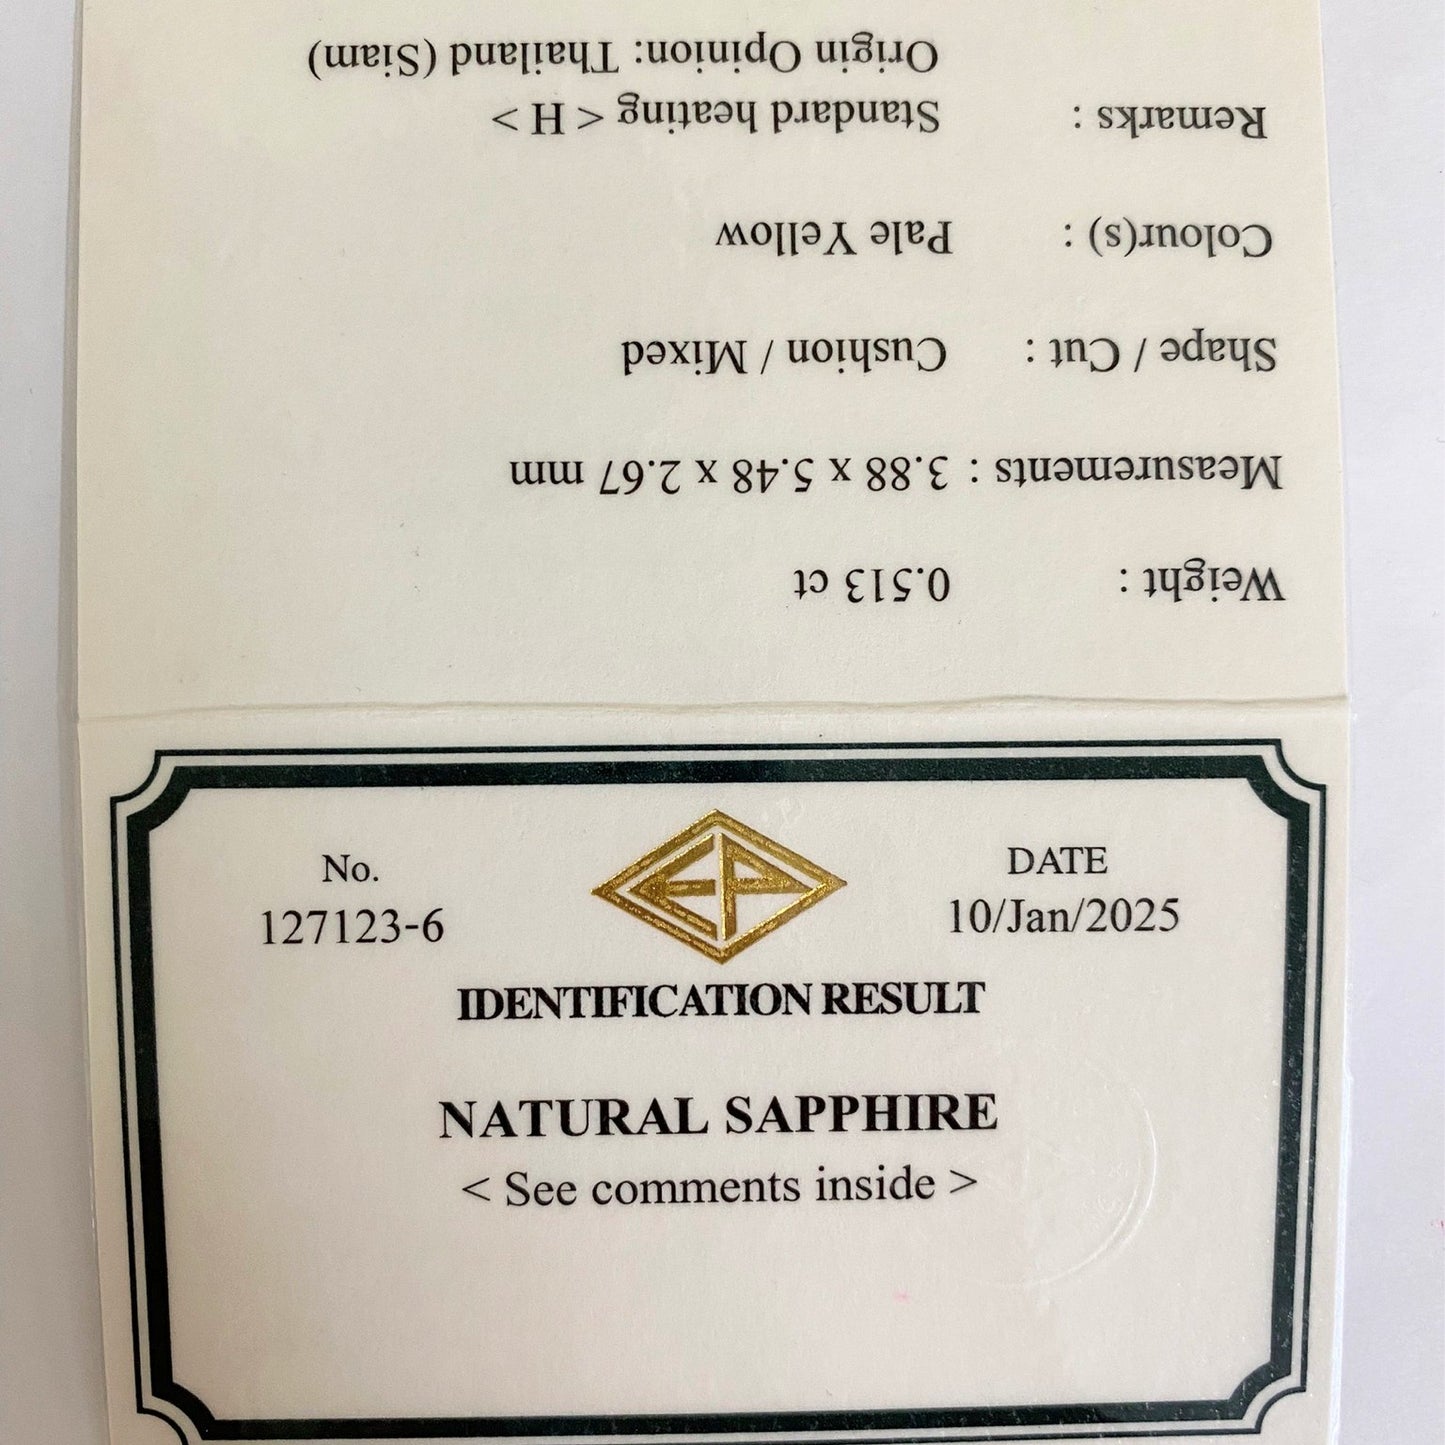 Weight : 0.513 ct
Measurements : 3.88 x 5.48 x 2.67 mm
Shape / Cut : Cushion / Mixed
Colour(s) : Pale Yellow
Remarks : Standard heating < H >
Origin Opinion: Thailand (Siam)
No.
127123-6
EP
DATE
10/Jan/2025
IDENTIFICATION RESULT
NATURAL SAPPHIRE
< See comments inside >